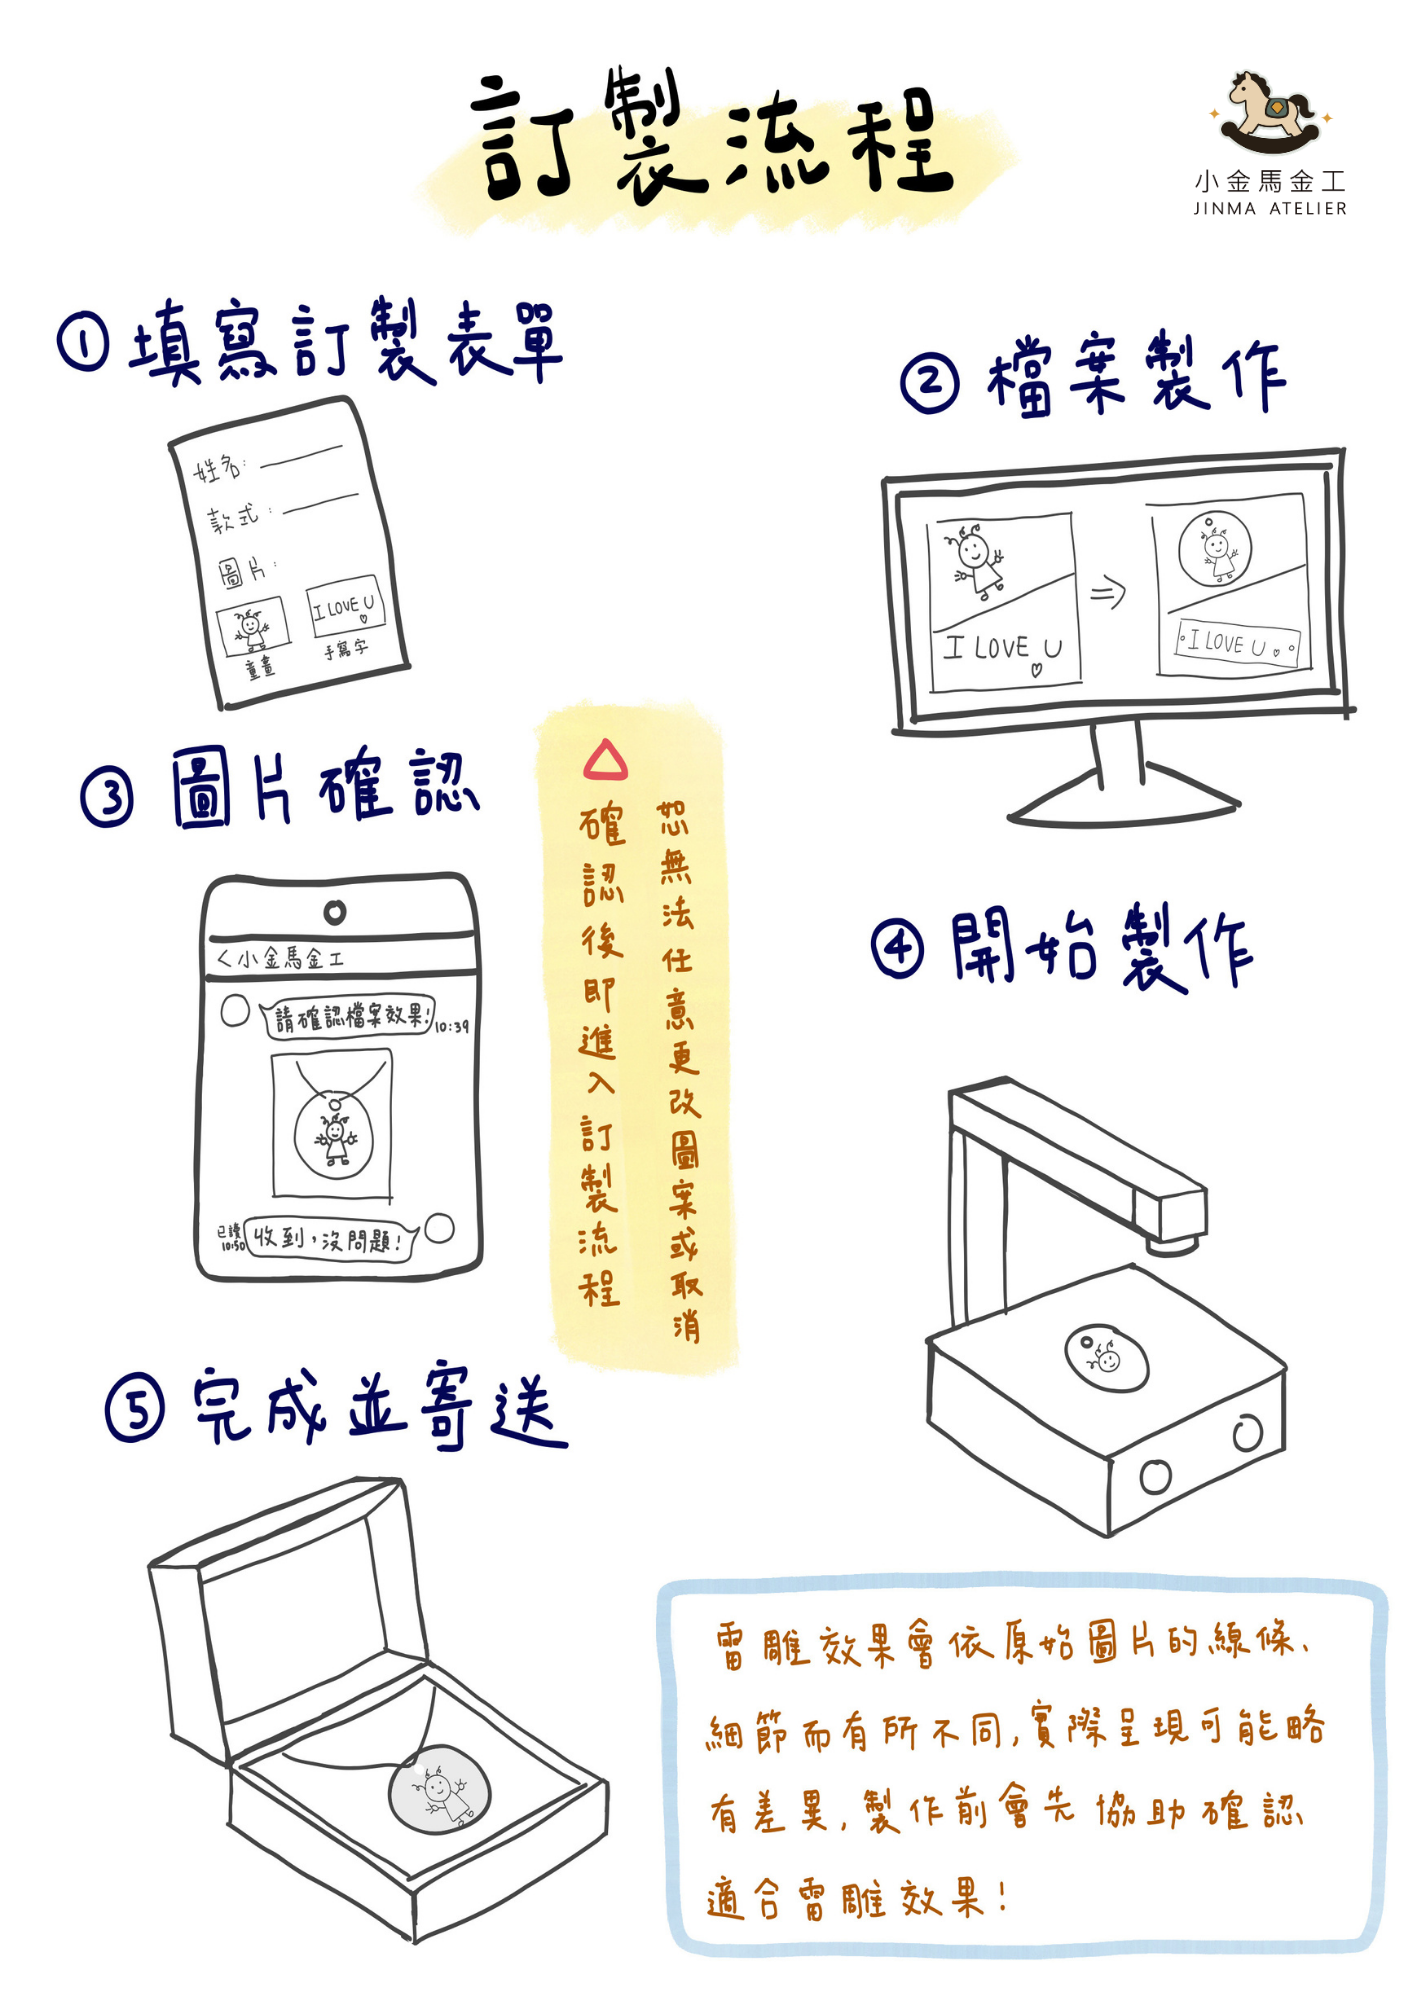 訂製流程
小金馬金工
JINMA ATELIER
①填寫訂製表單
姓名:
款式:
圖片:
I LOVE U
童畫
手寫字
②檔案製作
I LOVE U
I LOVE U
③圖片確認
<小金馬金工
請確認檔案效果!
10:39
已讀
10:50
收到,沒問題!
△
確認後即進入訂製流程
恕無法任意更改圖案或取消
④開始製作
⑤完成並寄送
雷雕效果會依原始圖片的線條、
細節而有所不同,實際呈現可能略
有差異,製作前會先協助確認
適合雷雕效果!